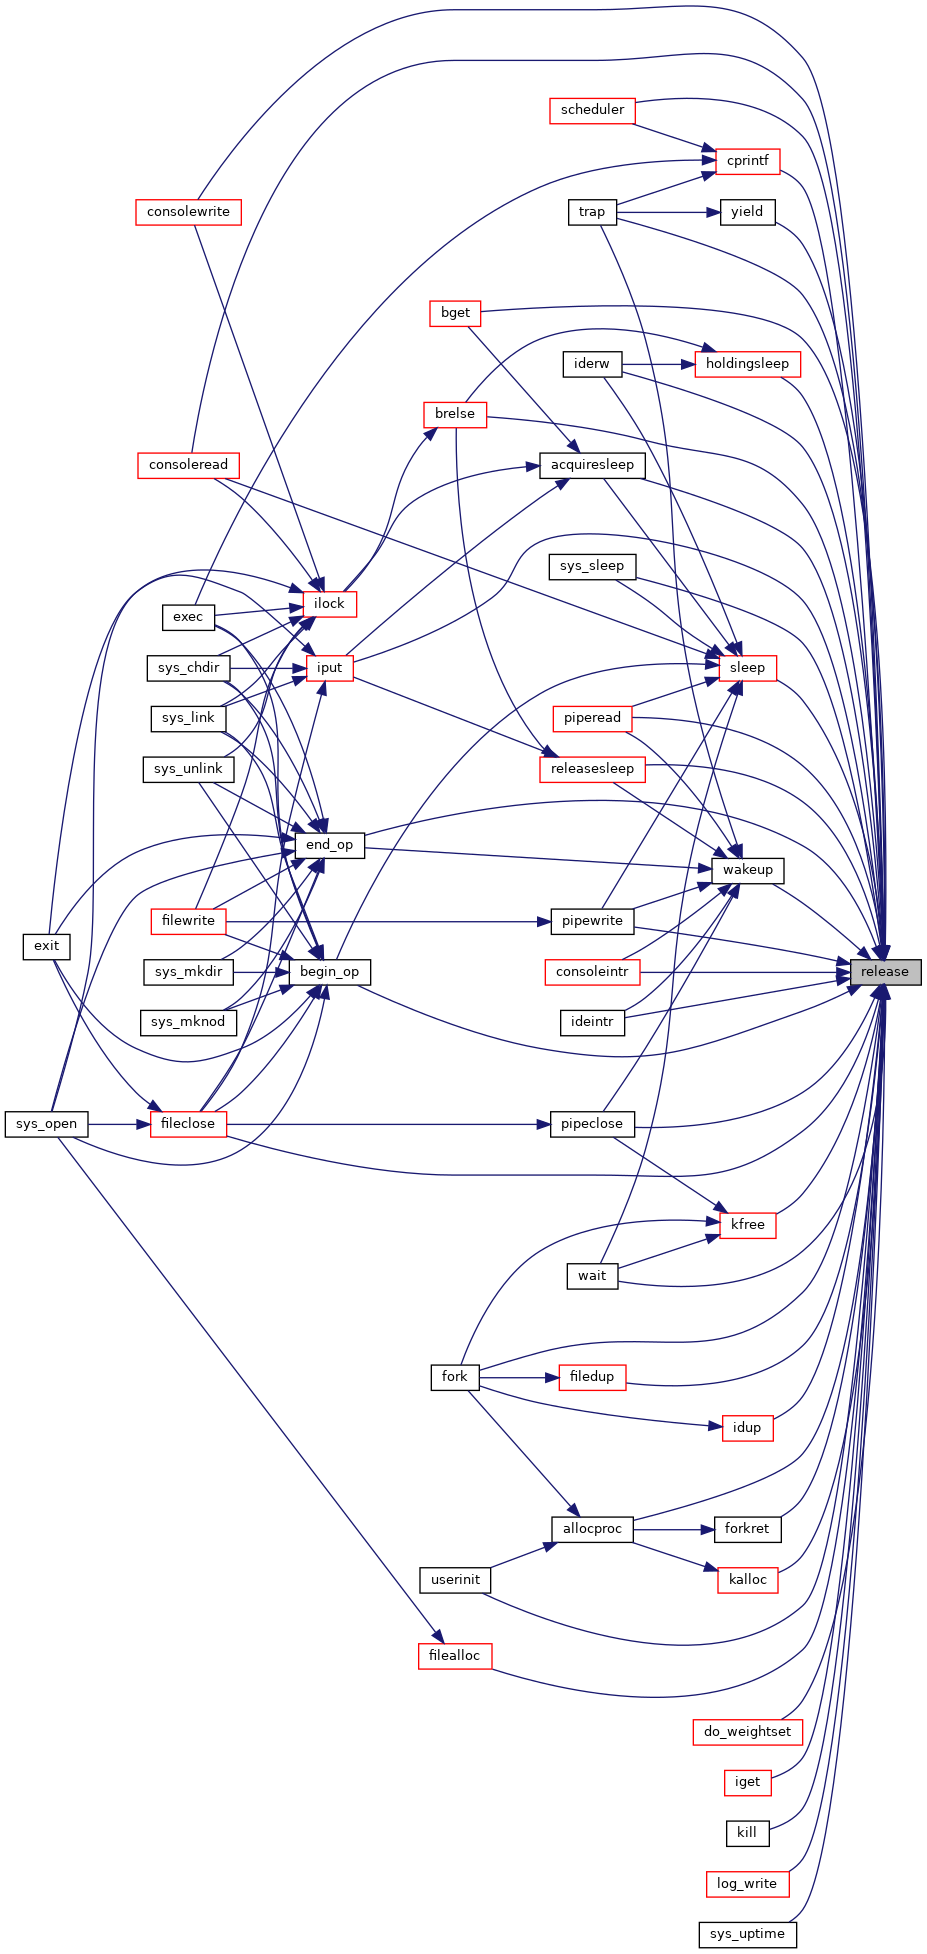 scheduler
cprintf
consolewrite
trap
yield
bget
iderw
holdingsleep
brelse
consoleread
acquiresleep
sys_sleep
ilock
exec
sys_chdir
iput
sleep
sys_link
piperead
sys_unlink
releasesleep
end_op
wakeup
filewrite
pipewrite
exit
sys_mkdir
begin_op
consoleintr
release
sys_mknod
ideintr
sys_open
fileclose
pipeclose
kfree
wait
fork
filedup
idup
allocproc
forkret
userinit
kalloc
filealloc
do_weightset
iget
kill
log_write
sys_uptime